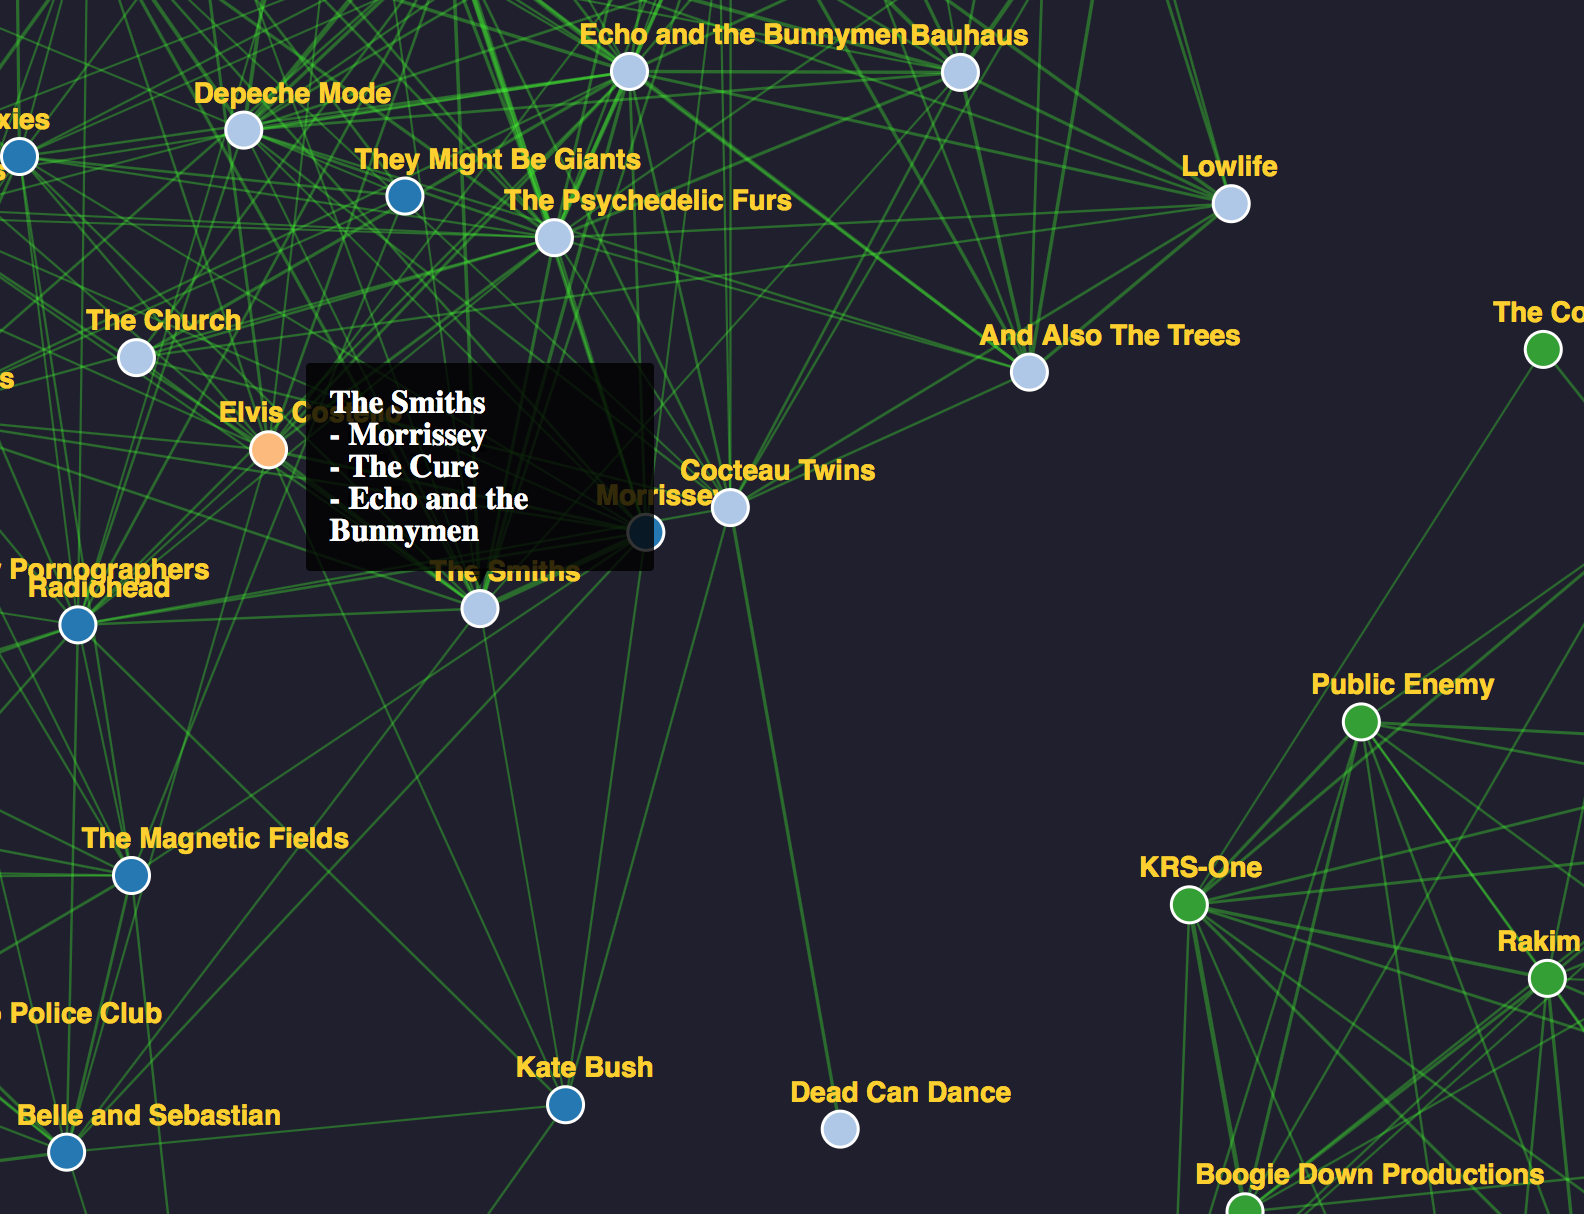 Echo and the Bunnymen
Bauhaus
Depeche Mode
xies
They Might Be Giants
Lowlife
s
The Psychedelic Furs
The Co
The Church
And Also The Trees
s
Elvis Costello
The Smiths
- Morrissey
- The Cure
- Echo and the
Bunnymen
Cocteau Twins
Morrissey
The Smiths
Pornographers
Radiohead
Public Enemy
The Magnetic Fields
KRS-One
Rakim
Police Club
Kate Bush
Dead Can Dance
Belle and Sebastian
Boogie Down Productions